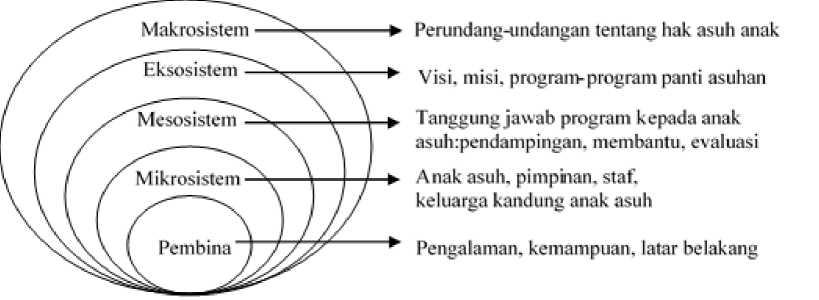 Makrosistem
Perundang-undangan tentang hak asuh anak
Eksosistem
Visi, misi, program-program panti asuhan
Mesosistem
Tanggung jawab program kepada anak
asuh:pendampingan, membantu, evaluasi
Mikrosistem
Anak asuh, pimpinan, staf,
keluarga kandung anak asuh
Pembina
Pengalaman, kemampuan, latar belakang